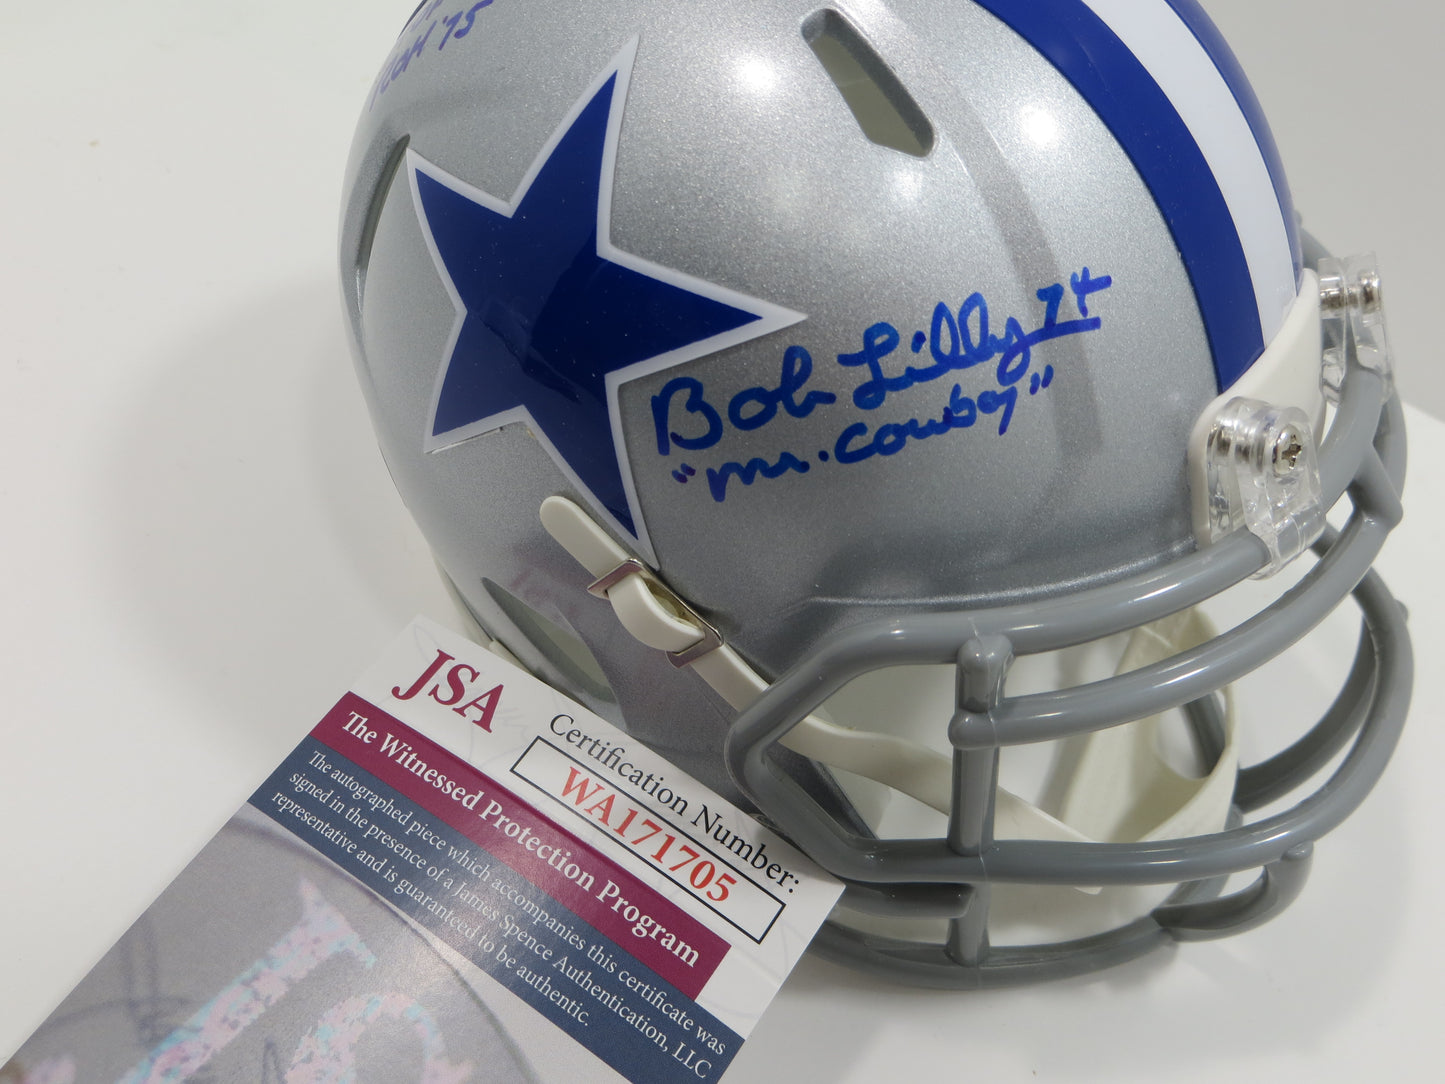 '75
Bob Lilly 74
"Mr. Cowboy"
JSA
Certification Number:
WA171705
The Witnessed Protection Program
The autographed piece which accompanies this certificate was
signed in the presence of a James Spence Authentication, LLC
representative and is guaranteed to be authentic.